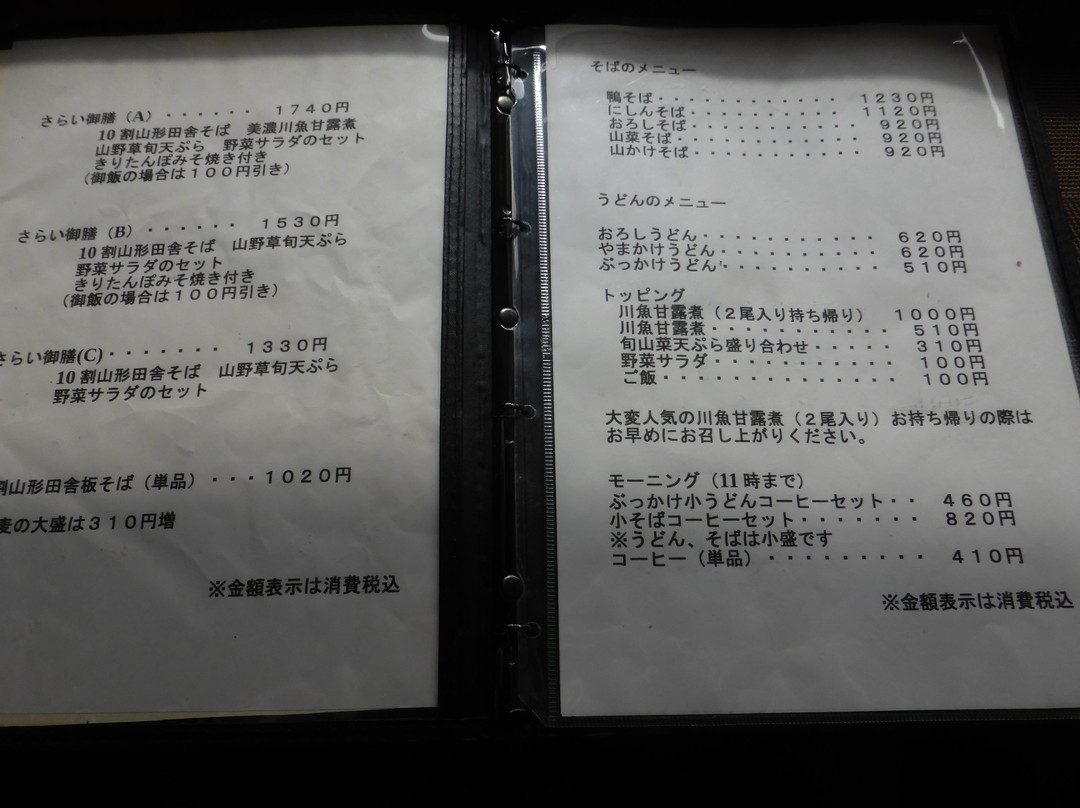 さらい御膳（A）・・・・・・・ 1740円
10割山形田舎そば 美濃川魚甘露煮
山野草旬天ぷら 野菜サラダのセット
きりたんぽみそ焼き付き
（御飯の場合は100円引き）
さらい御膳（B）・・・・・・ 1530円
10割山形田舎そば 山野草旬天ぷら
野菜サラダのセット
きりたんぽみそ焼き付き
（御飯の場合は100円引き）
さらい御膳(C)・・・・・・・ 1330円
10割山形田舎そば 山野草旬天ぷら
野菜サラダのセット
割山形田舎板そば（単品）・・・1020円
麦の大盛は310円増
※金額表示は消費税込
そばのメニュー
鴨そば・・・・・・・・・・・・ 1230円
にしんそば・・・・・・・・・・ 1120円
おろしそば・・・・・・・・・・・ 920円
山菜そば・・・・・・・・・・・・ 920円
山かけそば・・・・・・・・・・・ 920円
うどんのメニュー
おろしうどん・・・・・・・・・・・ 620円
やまかけうどん・・・・・・・・・・ 620円
ぶっかけうどん・・・・・・・・・・ 510円
トッピング
川魚甘露煮（2尾入り持ち帰り） 1000円
川魚甘露煮・・・・・・・・・・・ 510円
旬山菜天ぷら盛り合わせ・・・・・ 310円
野菜サラダ・・・・・・・・・・・ 100円
ご飯・・・・・・・・・・・・・・ 100円
大変人気の川魚甘露煮（2尾入り）お持ち帰りの際は
お早めにお召し上がりください。
モーニング（11時まで）
ぶっかけ小うどんコーヒーセット・・ 460円
小そばコーヒーセット・・・・・・・ 820円
※うどん、そばは小盛です
コーヒー（単品）・・・・・・・・・ 410円
※金額表示は消費税込